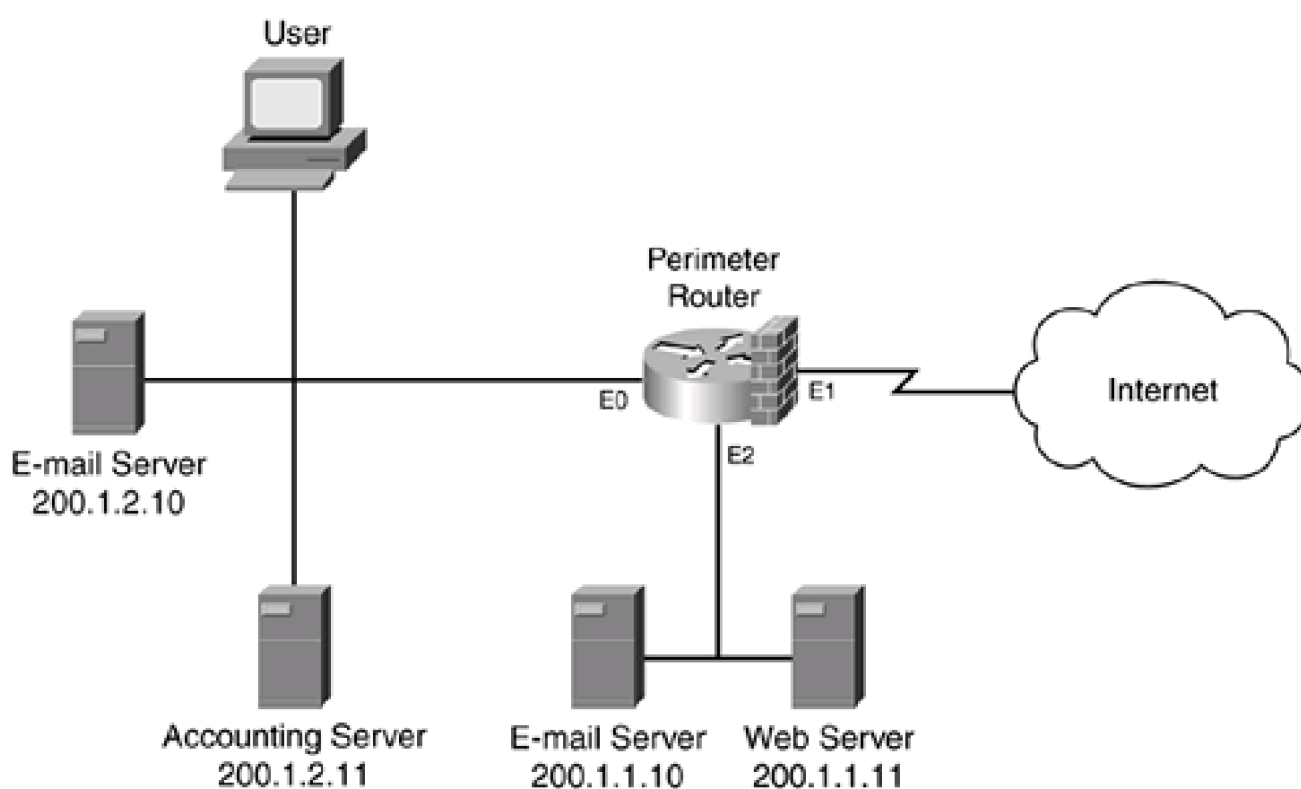 User
Perimeter
Router
E0
E1
Internet
E2
E-mail Server
200.1.2.10
Accounting Server
200.1.2.11
E-mail Server
200.1.1.10
Web Server
200.1.1.11